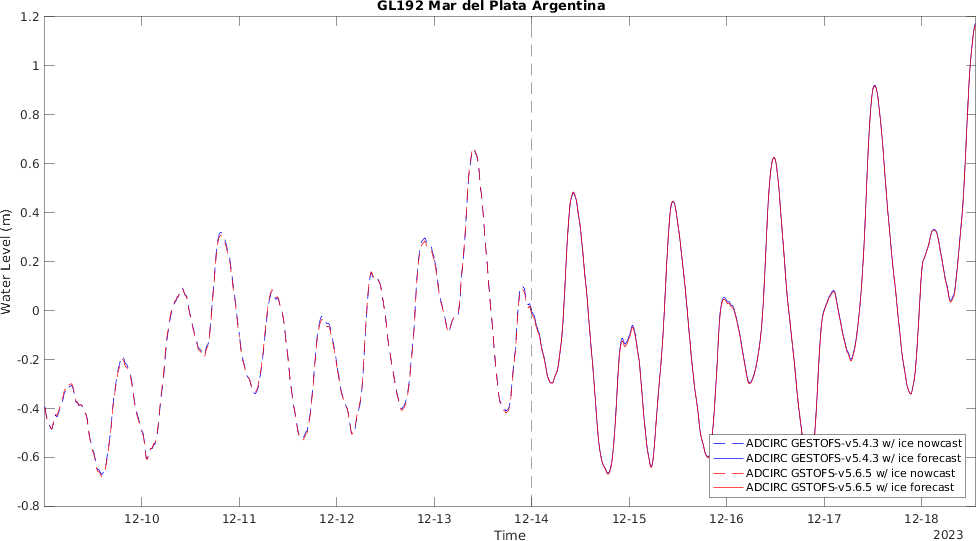 GL192 Mar del Plata Argentina
1.2
1
0.8
0.6
0.4
0.2
0
-0.2
-0.4
-0.6
-0.8
Water Level (m)
ADCIRC GESTOFS-v5.4.3 w/ ice nowcast
ADCIRC GESTOFS-v5.4.3 w/ ice forecast
ADCIRC GSTOFS-v5.6.5 w/ ice nowcast
ADCIRC GSTOFS-v5.6.5 w/ ice forecast
12-10 12-11 12-12 12-13 12-14 12-15 12-16 12-17 12-18
Time
2023